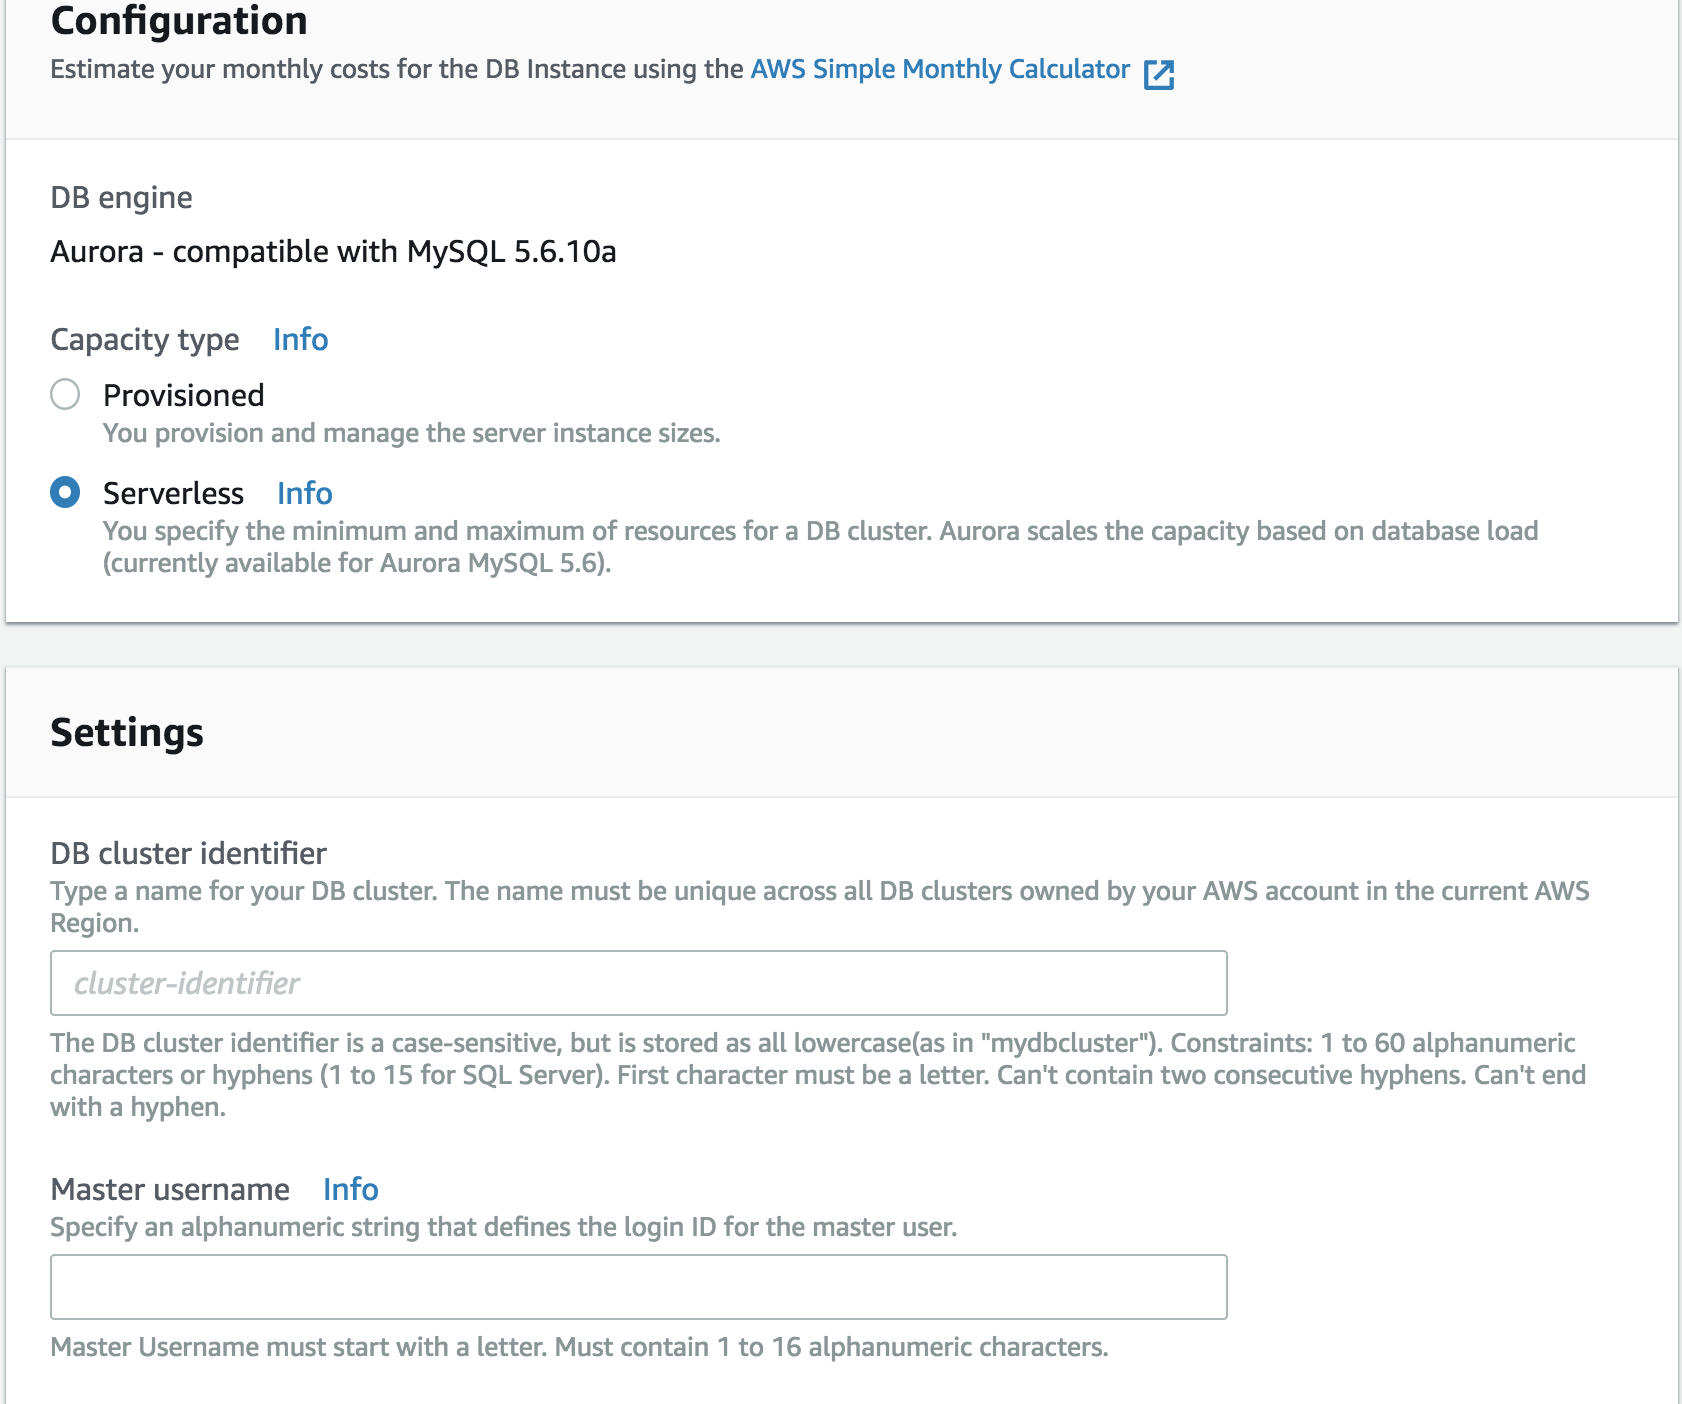 Configuration
Estimate your monthly costs for the DB Instance using the AWS Simple Monthly Calculator
DB engine
Aurora - compatible with MySQL 5.6.10a
Capacity type Info
Provisioned
You provision and manage the server instance sizes.
Serverless Info
You specify the minimum and maximum of resources for a DB cluster. Aurora scales the capacity based on database load
(currently available for Aurora MySQL 5.6).
Settings
DB cluster identifier
Type a name for your DB cluster. The name must be unique across all DB clusters owned by your AWS account in the current AWS
Region.
cluster-identifier
The DB cluster identifier is a case-sensitive, but is stored as all lowercase(as in "mydbcluster"). Constraints: 1 to 60 alphanumeric
characters or hyphens (1 to 15 for SQL Server). First character must be a letter. Can't contain two consecutive hyphens. Can't end
with a hyphen.
Master username Info
Specify an alphanumeric string that defines the login ID for the master user.
Master Username must start with a letter. Must contain 1 to 16 alphanumeric characters.